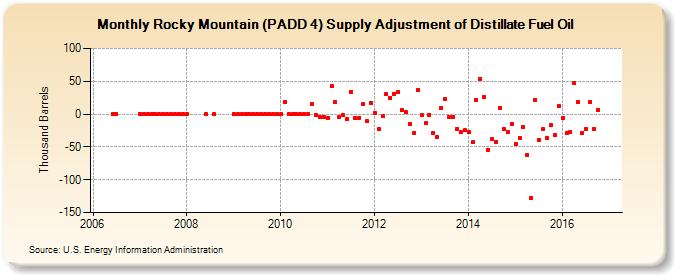 Monthly Rocky Mountain (PADD 4) Supply Adjustment of Distillate Fuel Oil
Thousand Barrels
100
50
0
-50
-100
-150
2006 2008 2010 2012 2014 2016
Source: U.S. Energy Information Administration